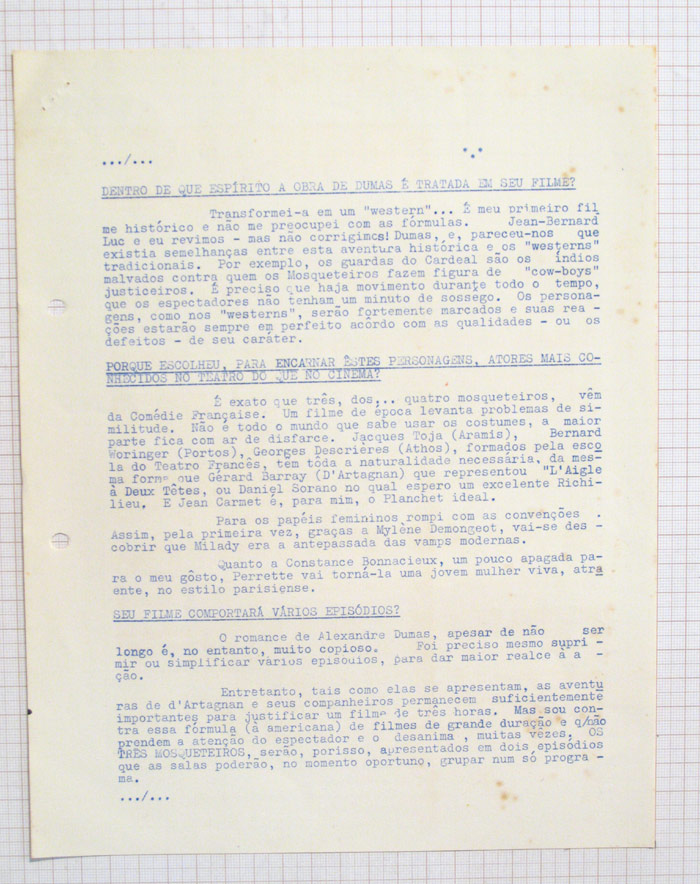 .../...
DENTRO DE QUE ESPÍRITO A OBRA DE DUMAS É TRATADA EM SEU FILME?
Transformei-a em um "western"... É meu primeiro fil
me histórico e não me preocupei com as fórmulas. Jean-Bernard
Luc e eu revimos - mas não corrigimos! Dumas, e, pareceu-nos que
existia semelhanças entre esta aventura histórica e os "westerns"
tradicionais. Por exemplo, os guardas do Cardeal são os índios
malvados contra quem os Mosqueteiros fazem figura de "cow-boys"
justiceiros. É preciso que haja movimento durante todo o tempo,
que os espectadores não tenham um minuto de sossego. Os persona-
gens, como nos "westerns", serão fortemente marcados e suas rea -
ções estarão sempre em perfeito acôrdo com as qualidades - ou os
defeitos - de seu caráter.
PORQUE ESCOLHEU, PARA ENCARNAR ÊSTES PERSONAGENS, ATORES MAIS CO-
NHECIDOS NO TEATRO DO QUE NO CINEMA?
É exato que três, dos... quatro mosqueteiros, vêm
da Comédie Française. Um filme de época levanta problemas de si-
militude. Não é todo o mundo que sabe usar os costumes, a maior
parte fica com ar de disfarce. Jacques Toja (Aramis), Bernard
Woringer (Portos), Georges Descrières (Athos), formados pela esco
la do Teatro Francês, têm tôda a naturalidade necessária, da mes-
ma forma que Gérard Barray (D'Artagnan) que representou "L'Aigle
à Deux Têtes, ou Daniel Sorano no qual espero um excelente Richi-
lieu. E Jean Carmet é, para mim, o Planchet ideal.
Para os papéis femininos rompi com as convenções .
Assim, pela primeira vez, graças a Mylène Demongeot, vai-se des -
cobrir que Milady era a antepassada das vamps modernas.
Quanto a Constance Bonnacieux, um pouco apagada pa-
ra o meu gôsto, Perrette vai torná-la uma jovem mulher viva, atra
ente, no estilo parisiense.
SEU FILME COMPORTARÁ VÁRIOS EPISÓDIOS?
O romance de Alexandre Dumas, apesar de não ser
longo é, no entanto, muito copioso. Foi preciso mesmo supri -
mir ou simplificar vários episodios, para dar maior realce à a -
ção.
Entretanto, tais como elas se apresentam, as aventu
ras de d'Artagnan e seus companheiros permanecem suficientemente
importantes para justificar um filme de três horas. Mas sou con-
tra essa fórmula (à americana) de filmes de grande duração e q/não
prendem a atenção do espectador e o desanima , muitas vezes. OS
TRÊS MOSQUETEIROS, serão, porisso, apresentados em dois episódios
que as salas poderão, no momento oportuno, grupar num só progra -
ma.
.../...